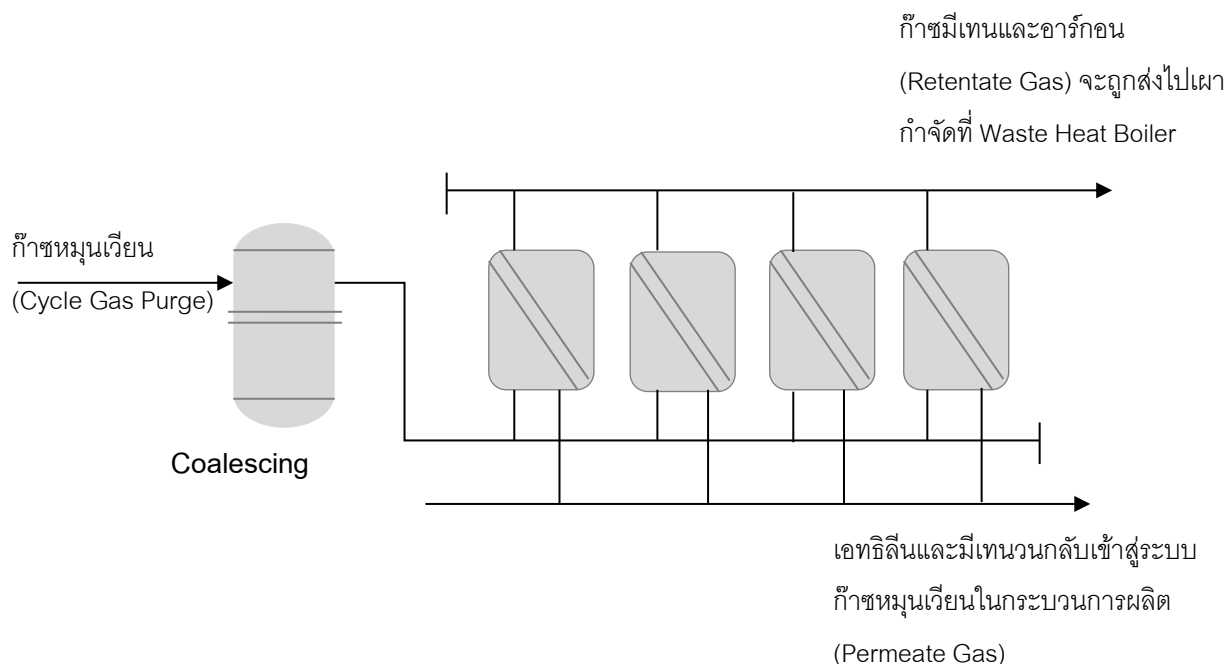 ก๊าซมีเทนและอาร์กอน
(Retentate Gas) จะถูกส่งไปเผา
กำจัดที่ Waste Heat Boiler
ก๊าซหมุนเวียน
(Cycle Gas Purge)
Coalescing
เอทธิลีนและมีเทนวนกลับเข้าสู่ระบบ
ก๊าซหมุนเวียนในกระบวนการผลิต
(Permeate Gas)